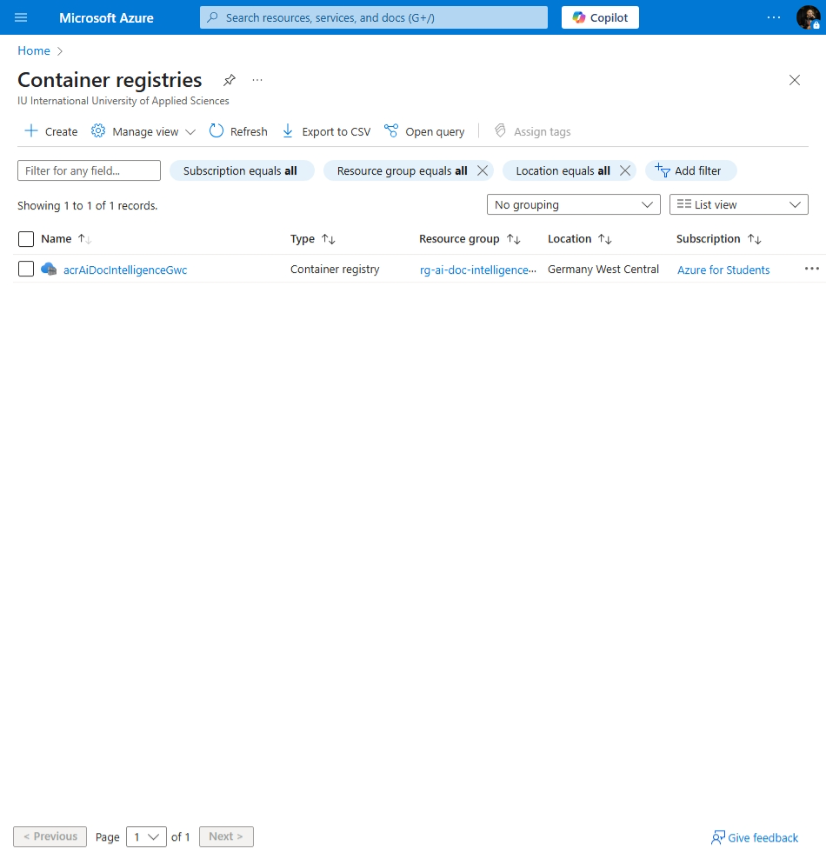 Microsoft Azure
Search resources, services, and docs (G+/)
Copilot
Home
Container registries
IU International University of Applied Sciences
Create
Manage view
Refresh
Export to CSV
Open query
Assign tags
Filter for any field...
Subscription equals all
Resource group equals all
Location equals all
Add filter
Showing 1 to 1 of 1 records.
No grouping
List view
Name Type Resource group Location Subscription
acrAiDocIntelligenceGwc Container registry rg-ai-doc-intelligence··· Germany West Central Azure for Students
< Previous Page 1 of 1 Next >
Give feedback